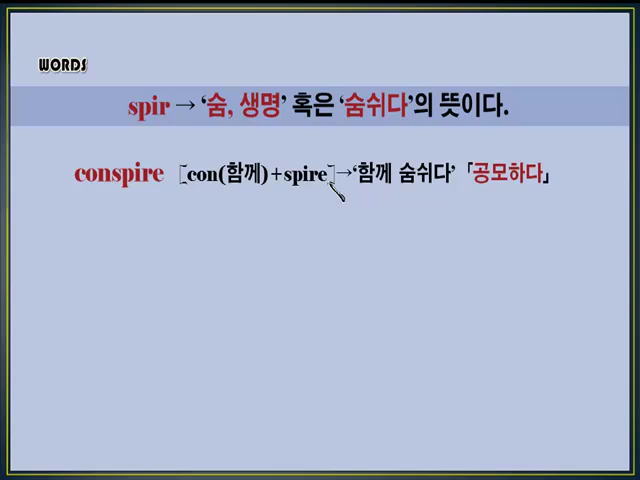 WORDS
spir → ‘숨, 생명’ 혹은 ‘숨쉬다’의 뜻이다.
conspire [con(함께)+spire]→‘함께 숨쉬다’ 「공모하다」